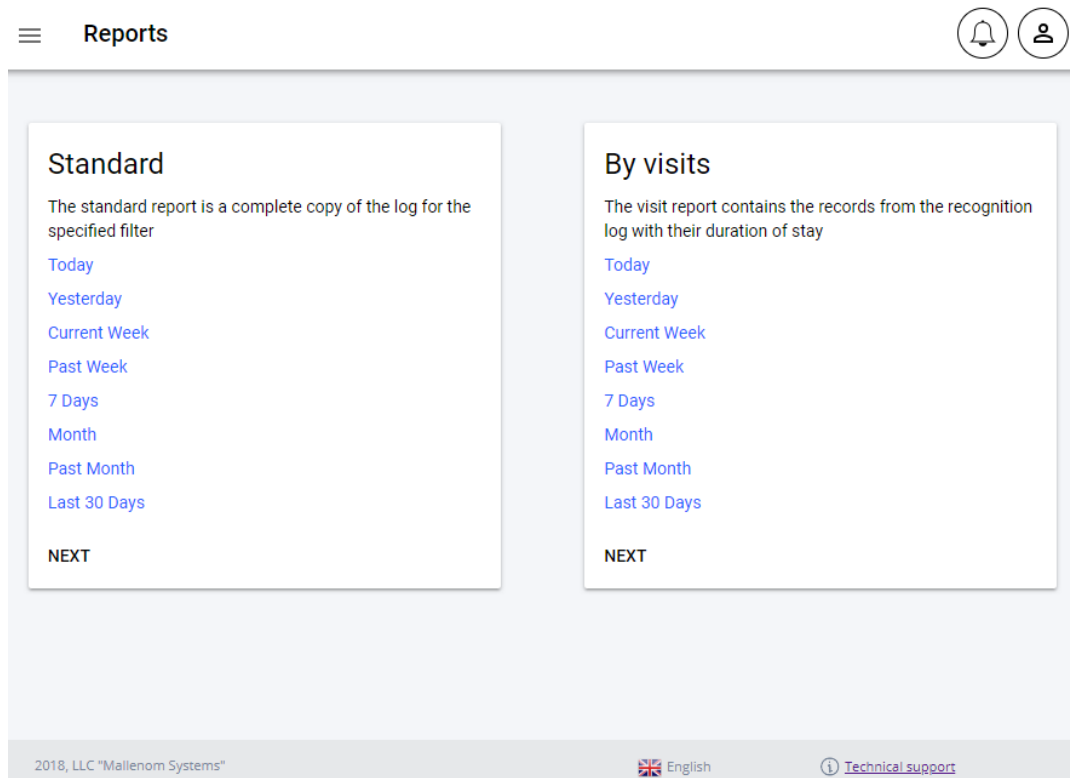 Reports
Standard
The standard report is a complete copy of the log for the
specified filter
Today
Yesterday
Current Week
Past Week
7 Days
Month
Past Month
Last 30 Days
NEXT
By visits
The visit report contains the records from the recognition
log with their duration of stay
Today
Yesterday
Current Week
Past Week
7 Days
Month
Past Month
Last 30 Days
NEXT
2018, LLC "Mallenom Systems"
English
Technical support